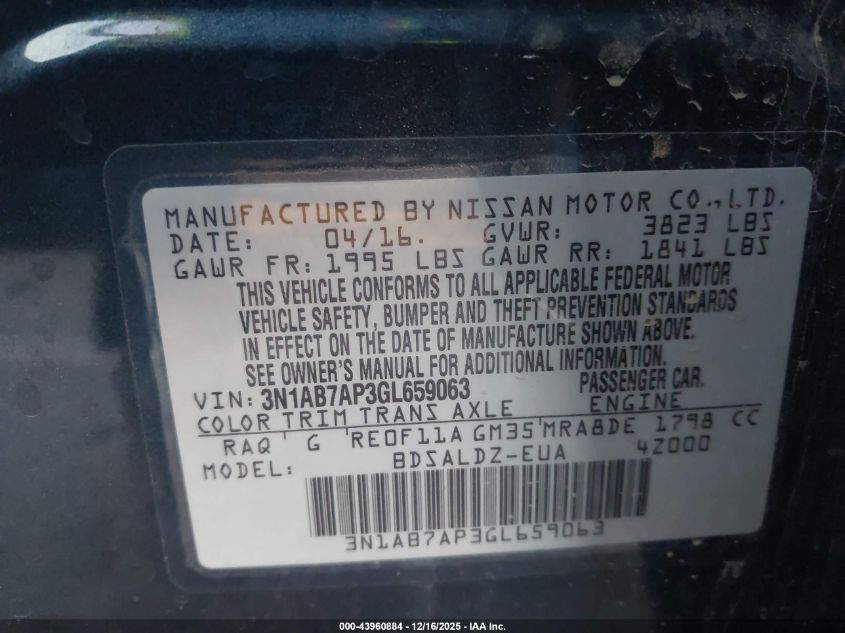 MANUFACTURED BY NISSAN MOTOR CO., LTD.
DATE: 04/16. GVWR: 3823 LBS
GAWR FR: 1995 LBS GAWR RR: 1841 LBS
THIS VEHICLE CONFORMS TO ALL APPLICABLE FEDERAL MOTOR
VEHICLE SAFETY, BUMPER AND THEFT PREVENTION STANDARDS
IN EFFECT ON THE DATE OF MANUFACTURE SHOWN ABOVE.
SEE OWNER'S MANUAL FOR ADDITIONAL INFORMATION.
VIN: 3N1AB7AP3GL659063 PASSENGER CAR.
COLOR TRIM TRANS AXLE ENGINE
RAQ G RE0F11A GM35 MRA8DE 1798 CC
MODEL: BDSALDZ-EUA 4Z000
3N1AB7AP3GL659063
000-43960884 - 12/16/2025 - IAA Inc.